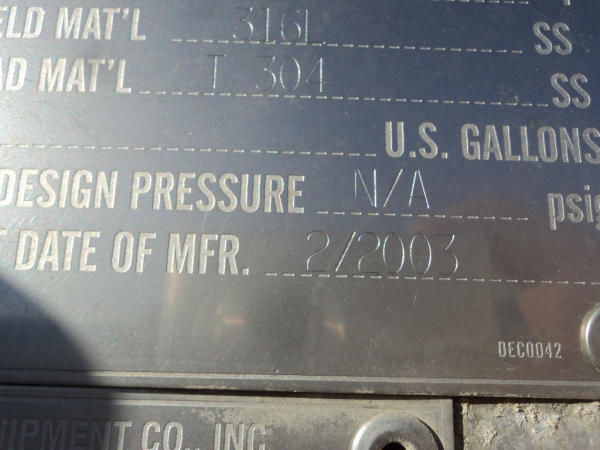 ELD MAT'L 316L SS
AD MAT'L T 304 SS
U.S. GALLONS
DESIGN PRESSURE N/A psig
DATE OF MFR. 2/2003
DEC0042
UIPMENT CO., INC